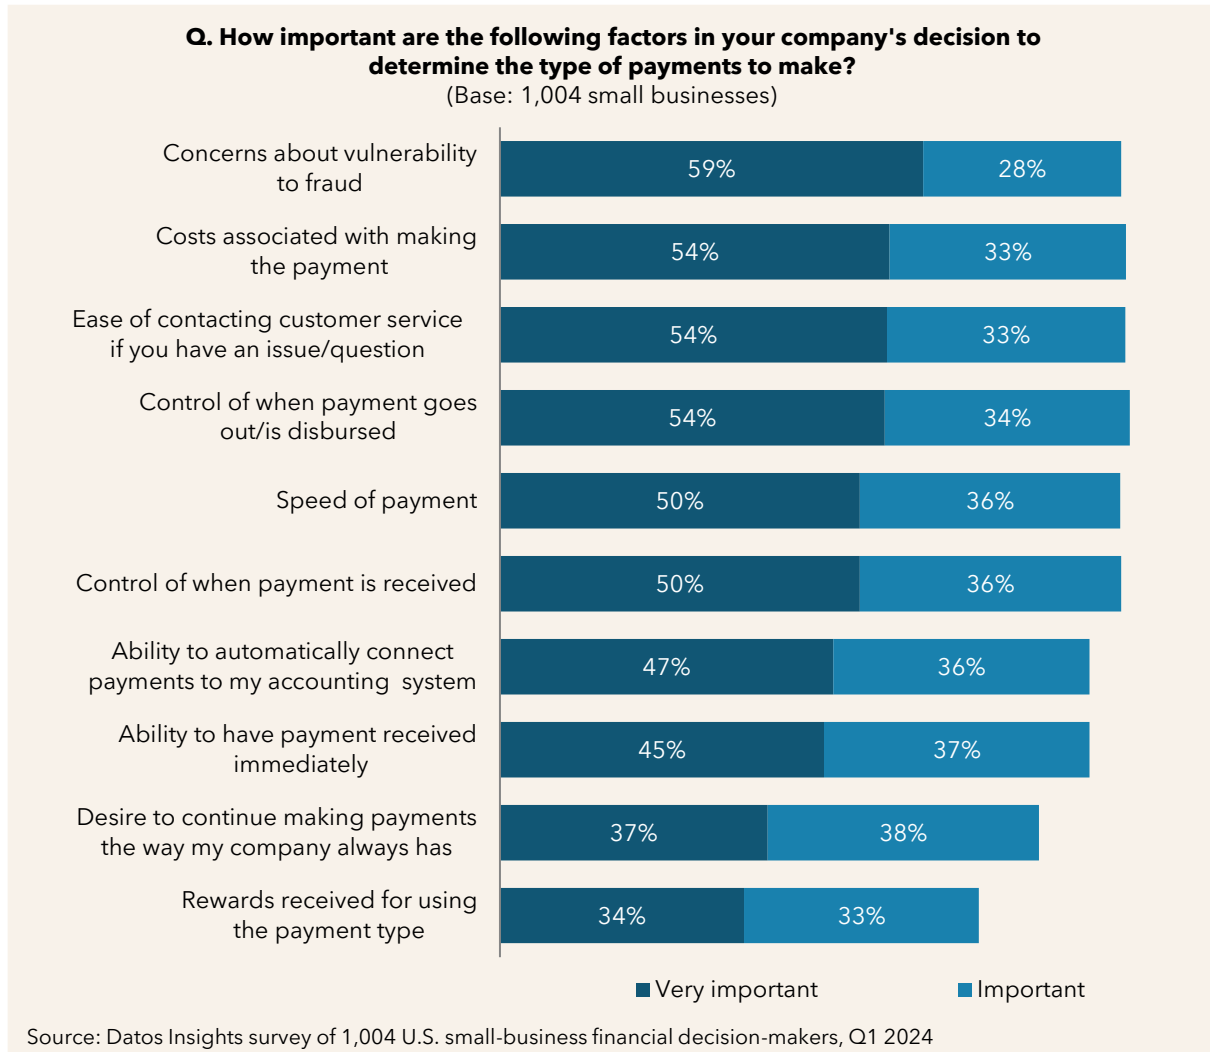 Q. How important are the following factors in your company's decision to
determine the type of payments to make?
(Base: 1,004 small businesses)
Concerns about vulnerability
to fraud
59%
28%
Costs associated with making
the payment
54%
33%
Ease of contacting customer service
if you have an issue/question
54%
33%
Control of when payment goes
out/is disbursed
54%
34%
Speed of payment
50%
36%
Control of when payment is received
50%
36%
Ability to automatically connect
payments to my accounting  system
47%
36%
Ability to have payment received
immediately
45%
37%
Desire to continue making payments
the way my company always has
37%
38%
Rewards received for using
the payment type
34%
33%
Very important
Important
Source: Datos Insights survey of 1,004 U.S. small-business financial decision-makers, Q1 2024